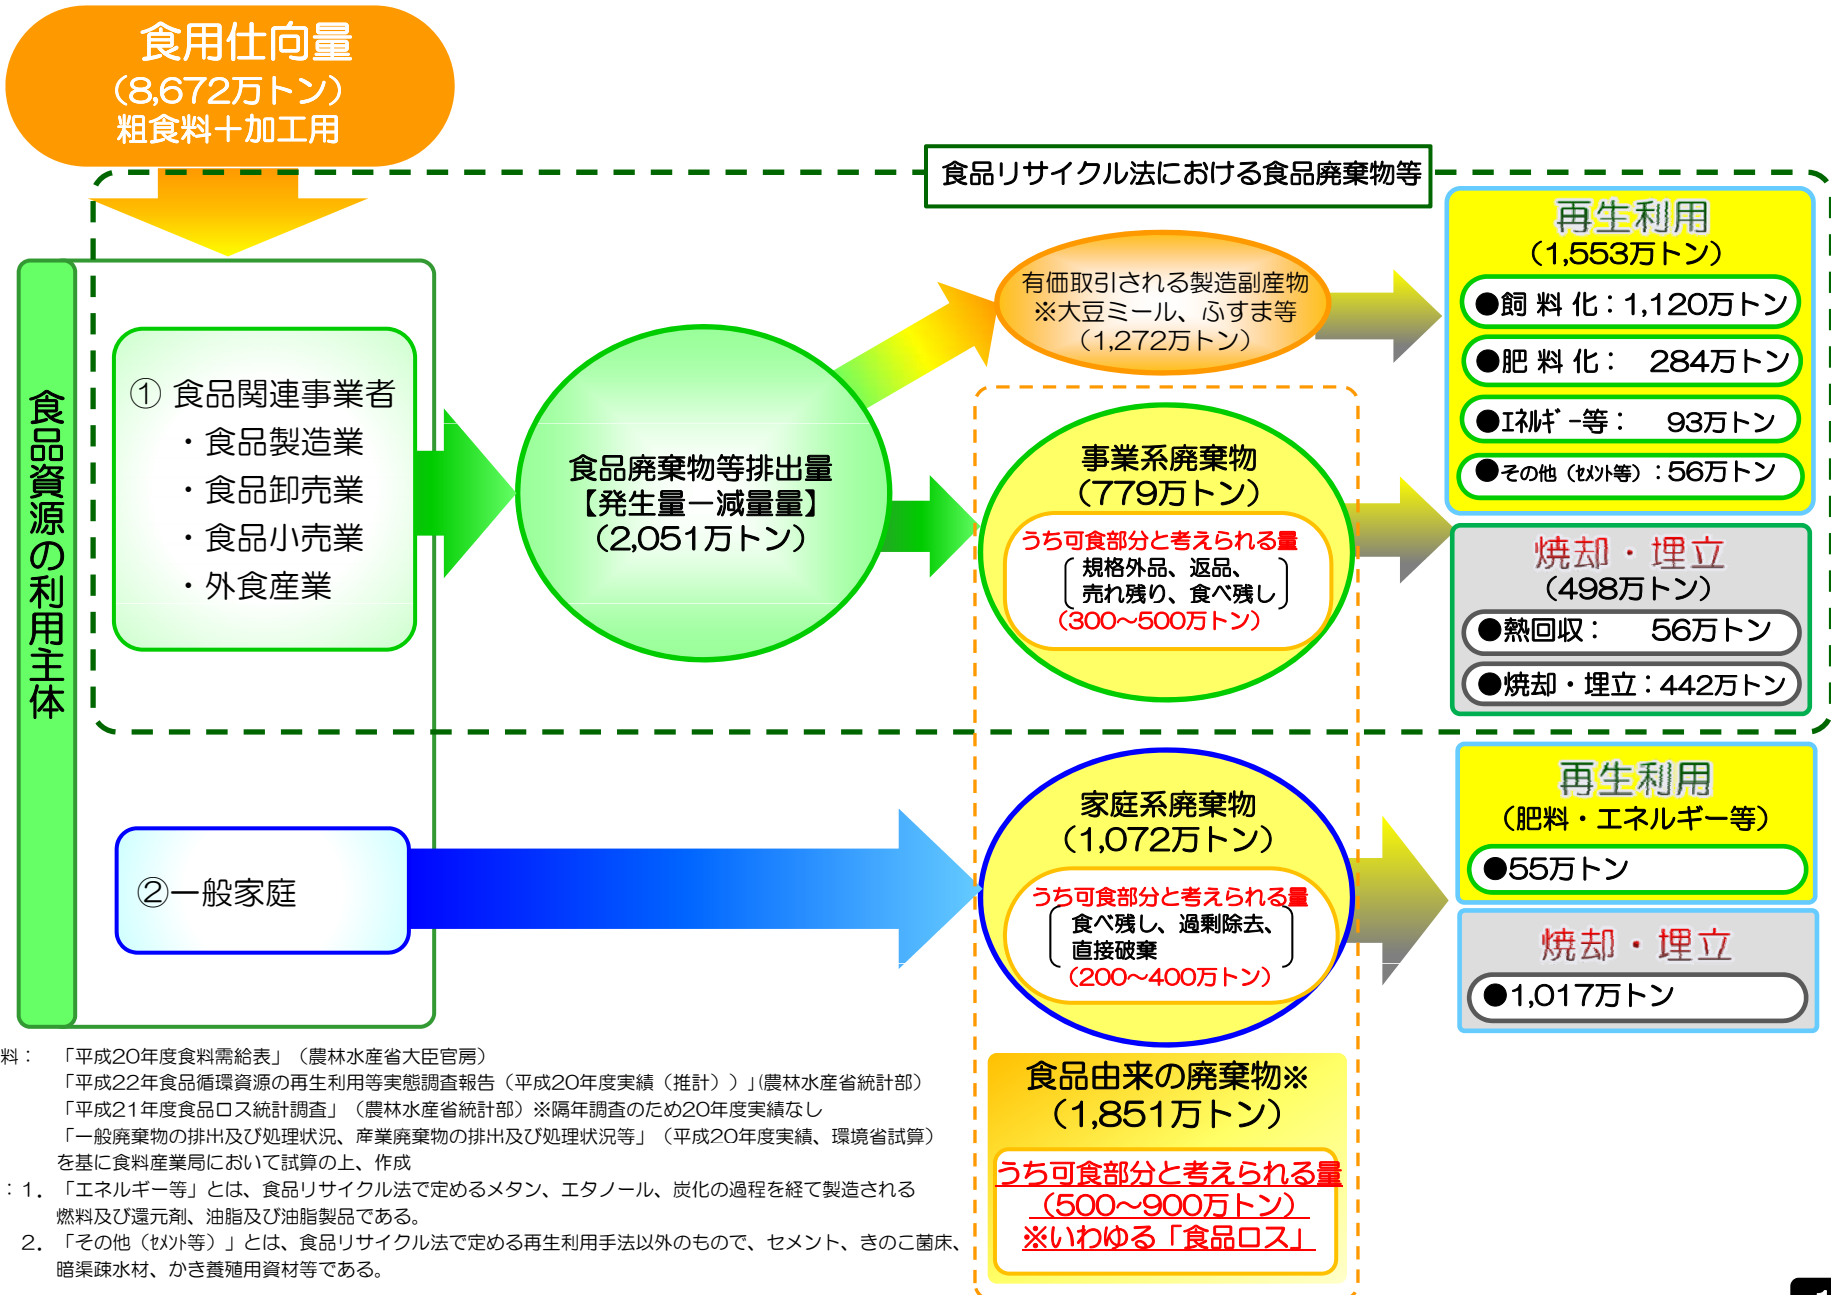 食用仕向量
（8,672万トン）
粗食料＋加工用
食品リサイクル法における食品廃棄物等
食品資源の利用主体
① 食品関連事業者
・食品製造業
・食品卸売業
・食品小売業
・外食産業
②一般家庭
食品廃棄物等排出量
【発生量－減量量】
（2,051万トン）
有価取引される製造副産物
※大豆ミール、ふすま等
（1,272万トン）
事業系廃棄物
（779万トン）
うち可食部分と考えられる量
規格外品、返品、
売れ残り、食べ残し
（300～500万トン）
家庭系廃棄物
（1,072万トン）
うち可食部分と考えられる量
食べ残し、過剰除去、
直接破棄
（200～400万トン）
食品由来の廃棄物※
（1,851万トン）
うち可食部分と考えられる量
（500～900万トン）
※いわゆる「食品ロス」
再生利用
（1,553万トン）
●飼 料 化：1,120万トン
●肥 料 化： 284万トン
●ｴﾈﾙｷﾞｰ等： 93万トン
●その他（ｾﾒﾝﾄ等）：56万トン
焼却・埋立
（498万トン）
●熱回収： 56万トン
●焼却・埋立：442万トン
再生利用
（肥料・エネルギー等）
●55万トン
焼却・埋立
●1,017万トン
料： 「平成20年度食料需給表」（農林水産省大臣官房）
「平成22年食品循環資源の再生利用等実態調査報告（平成20年度実績（推計））」(農林水産省統計部）
「平成21年度食品ロス統計調査」（農林水産省統計部）※隔年調査のため20年度実績なし
「一般廃棄物の排出及び処理状況、産業廃棄物の排出及び処理状況等」（平成20年度実績、環境省試算）
を基に食料産業局において試算の上、作成
：1．「エネルギー等」とは、食品リサイクル法で定めるメタン、エタノール、炭化の過程を経て製造される
燃料及び還元剤、油脂及び油脂製品である。
2．「その他（ｾﾒﾝﾄ等）」とは、食品リサイクル法で定める再生利用手法以外のもので、セメント、きのこ菌床、
暗渠疎水材、かき養殖用資材等である。